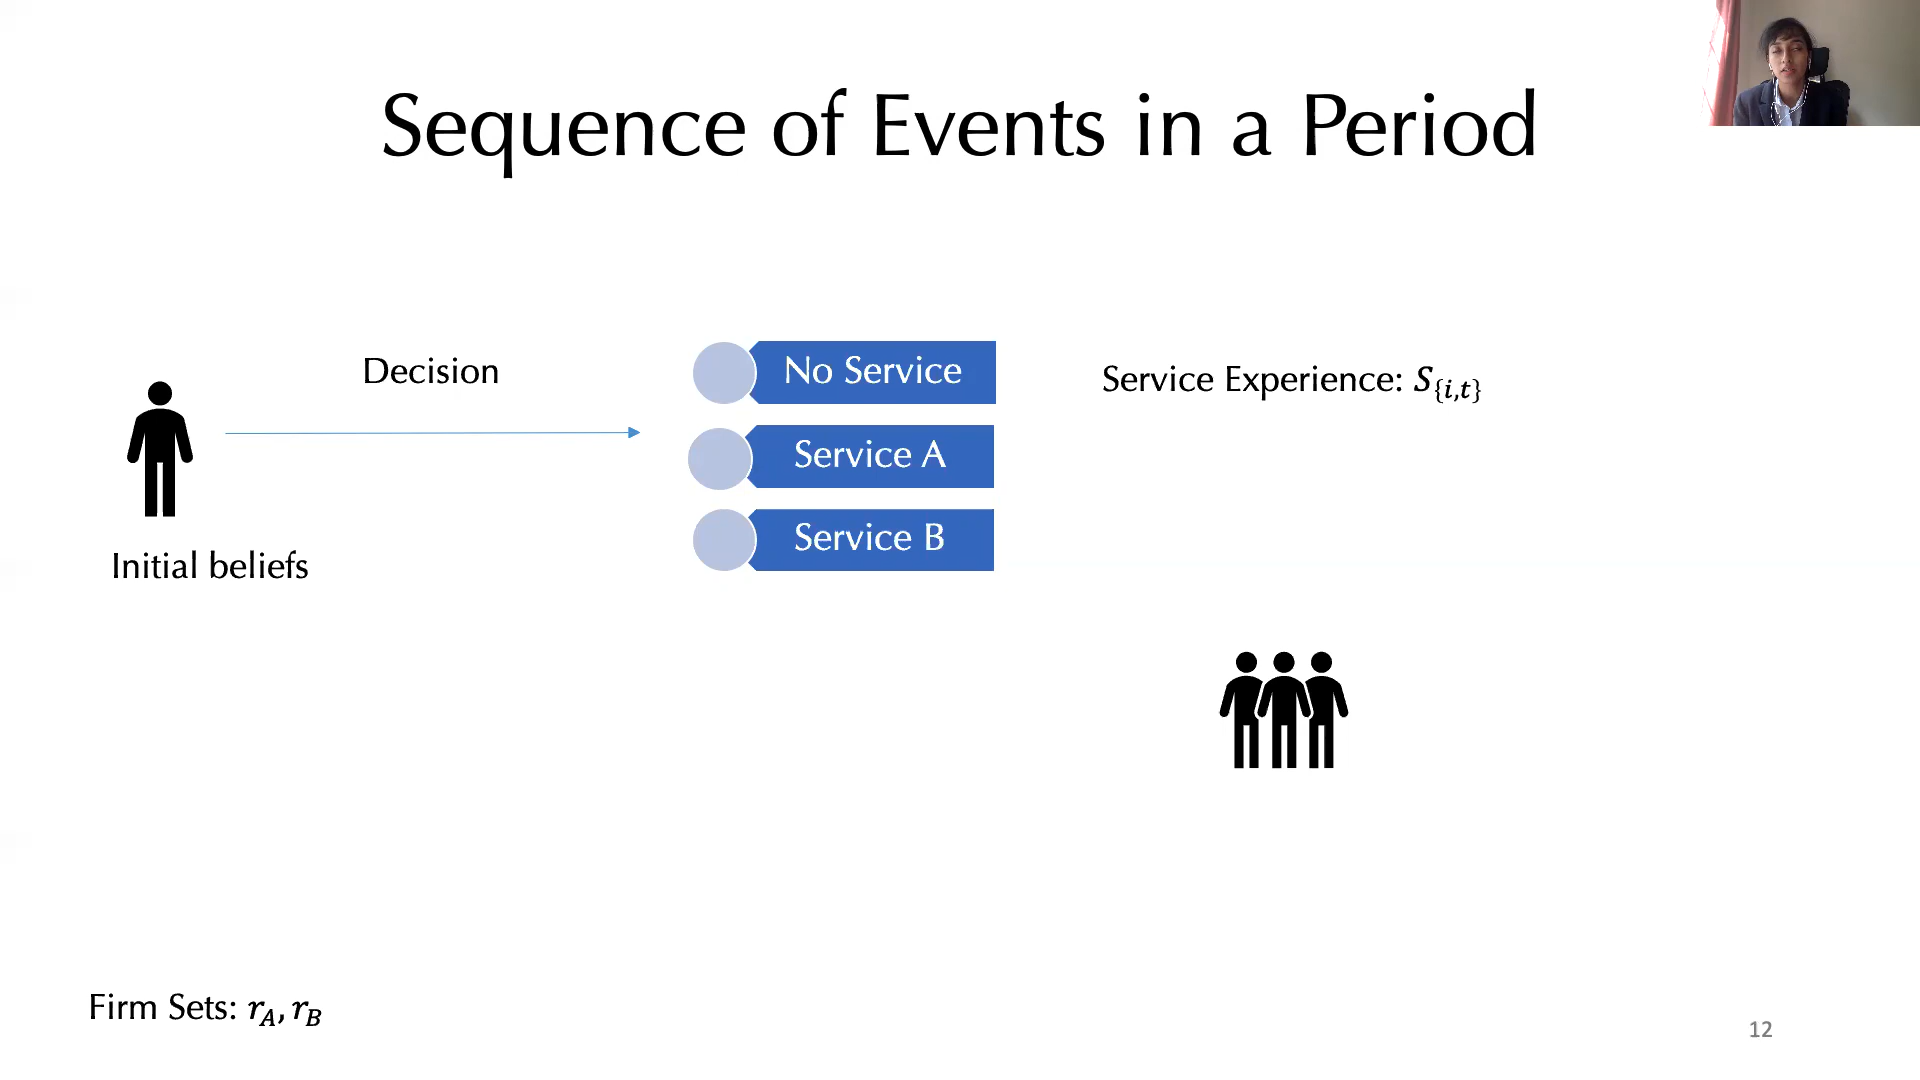 Sequence of Events in a Period
Decision
No Service
Service A
Service B
Service Experience: 𝑆{𝑖,𝑡}
Initial beliefs
Firm Sets: 𝑟𝐴, 𝑟𝐵
12